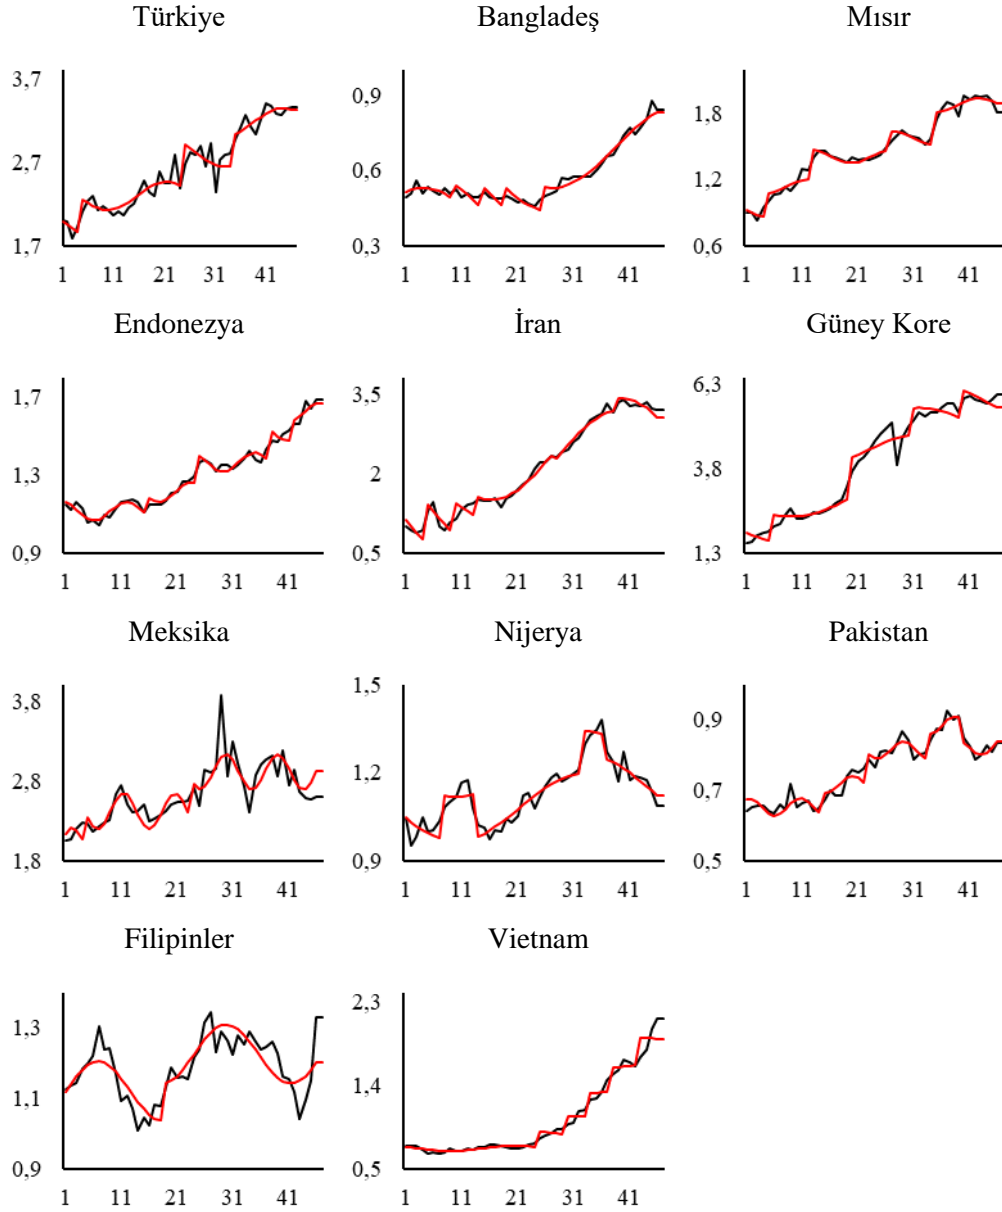 Türkiye Bangladeş Mısır
3,7
2,7
1,7
1 11 21 31 41
0,9
0,6
0,3
1 11 21 31 41
1,8
1,2
0,6
1 11 21 31 41
Endonezya İran Güney Kore
1,7
1,3
0,9
1 11 21 31 41
3,5
2
0,5
1 11 21 31 41
6,3
3,8
1,3
1 11 21 31 41
Meksika Nijerya Pakistan
3,8
2,8
1,8
1 11 21 31 41
1,5
1,2
0,9
1 11 21 31 41
0,9
0,7
0,5
1 11 21 31 41
Filipinler Vietnam
1,3
1,1
0,9
1 11 21 31 41
2,3
1,4
0,5
1 11 21 31 41